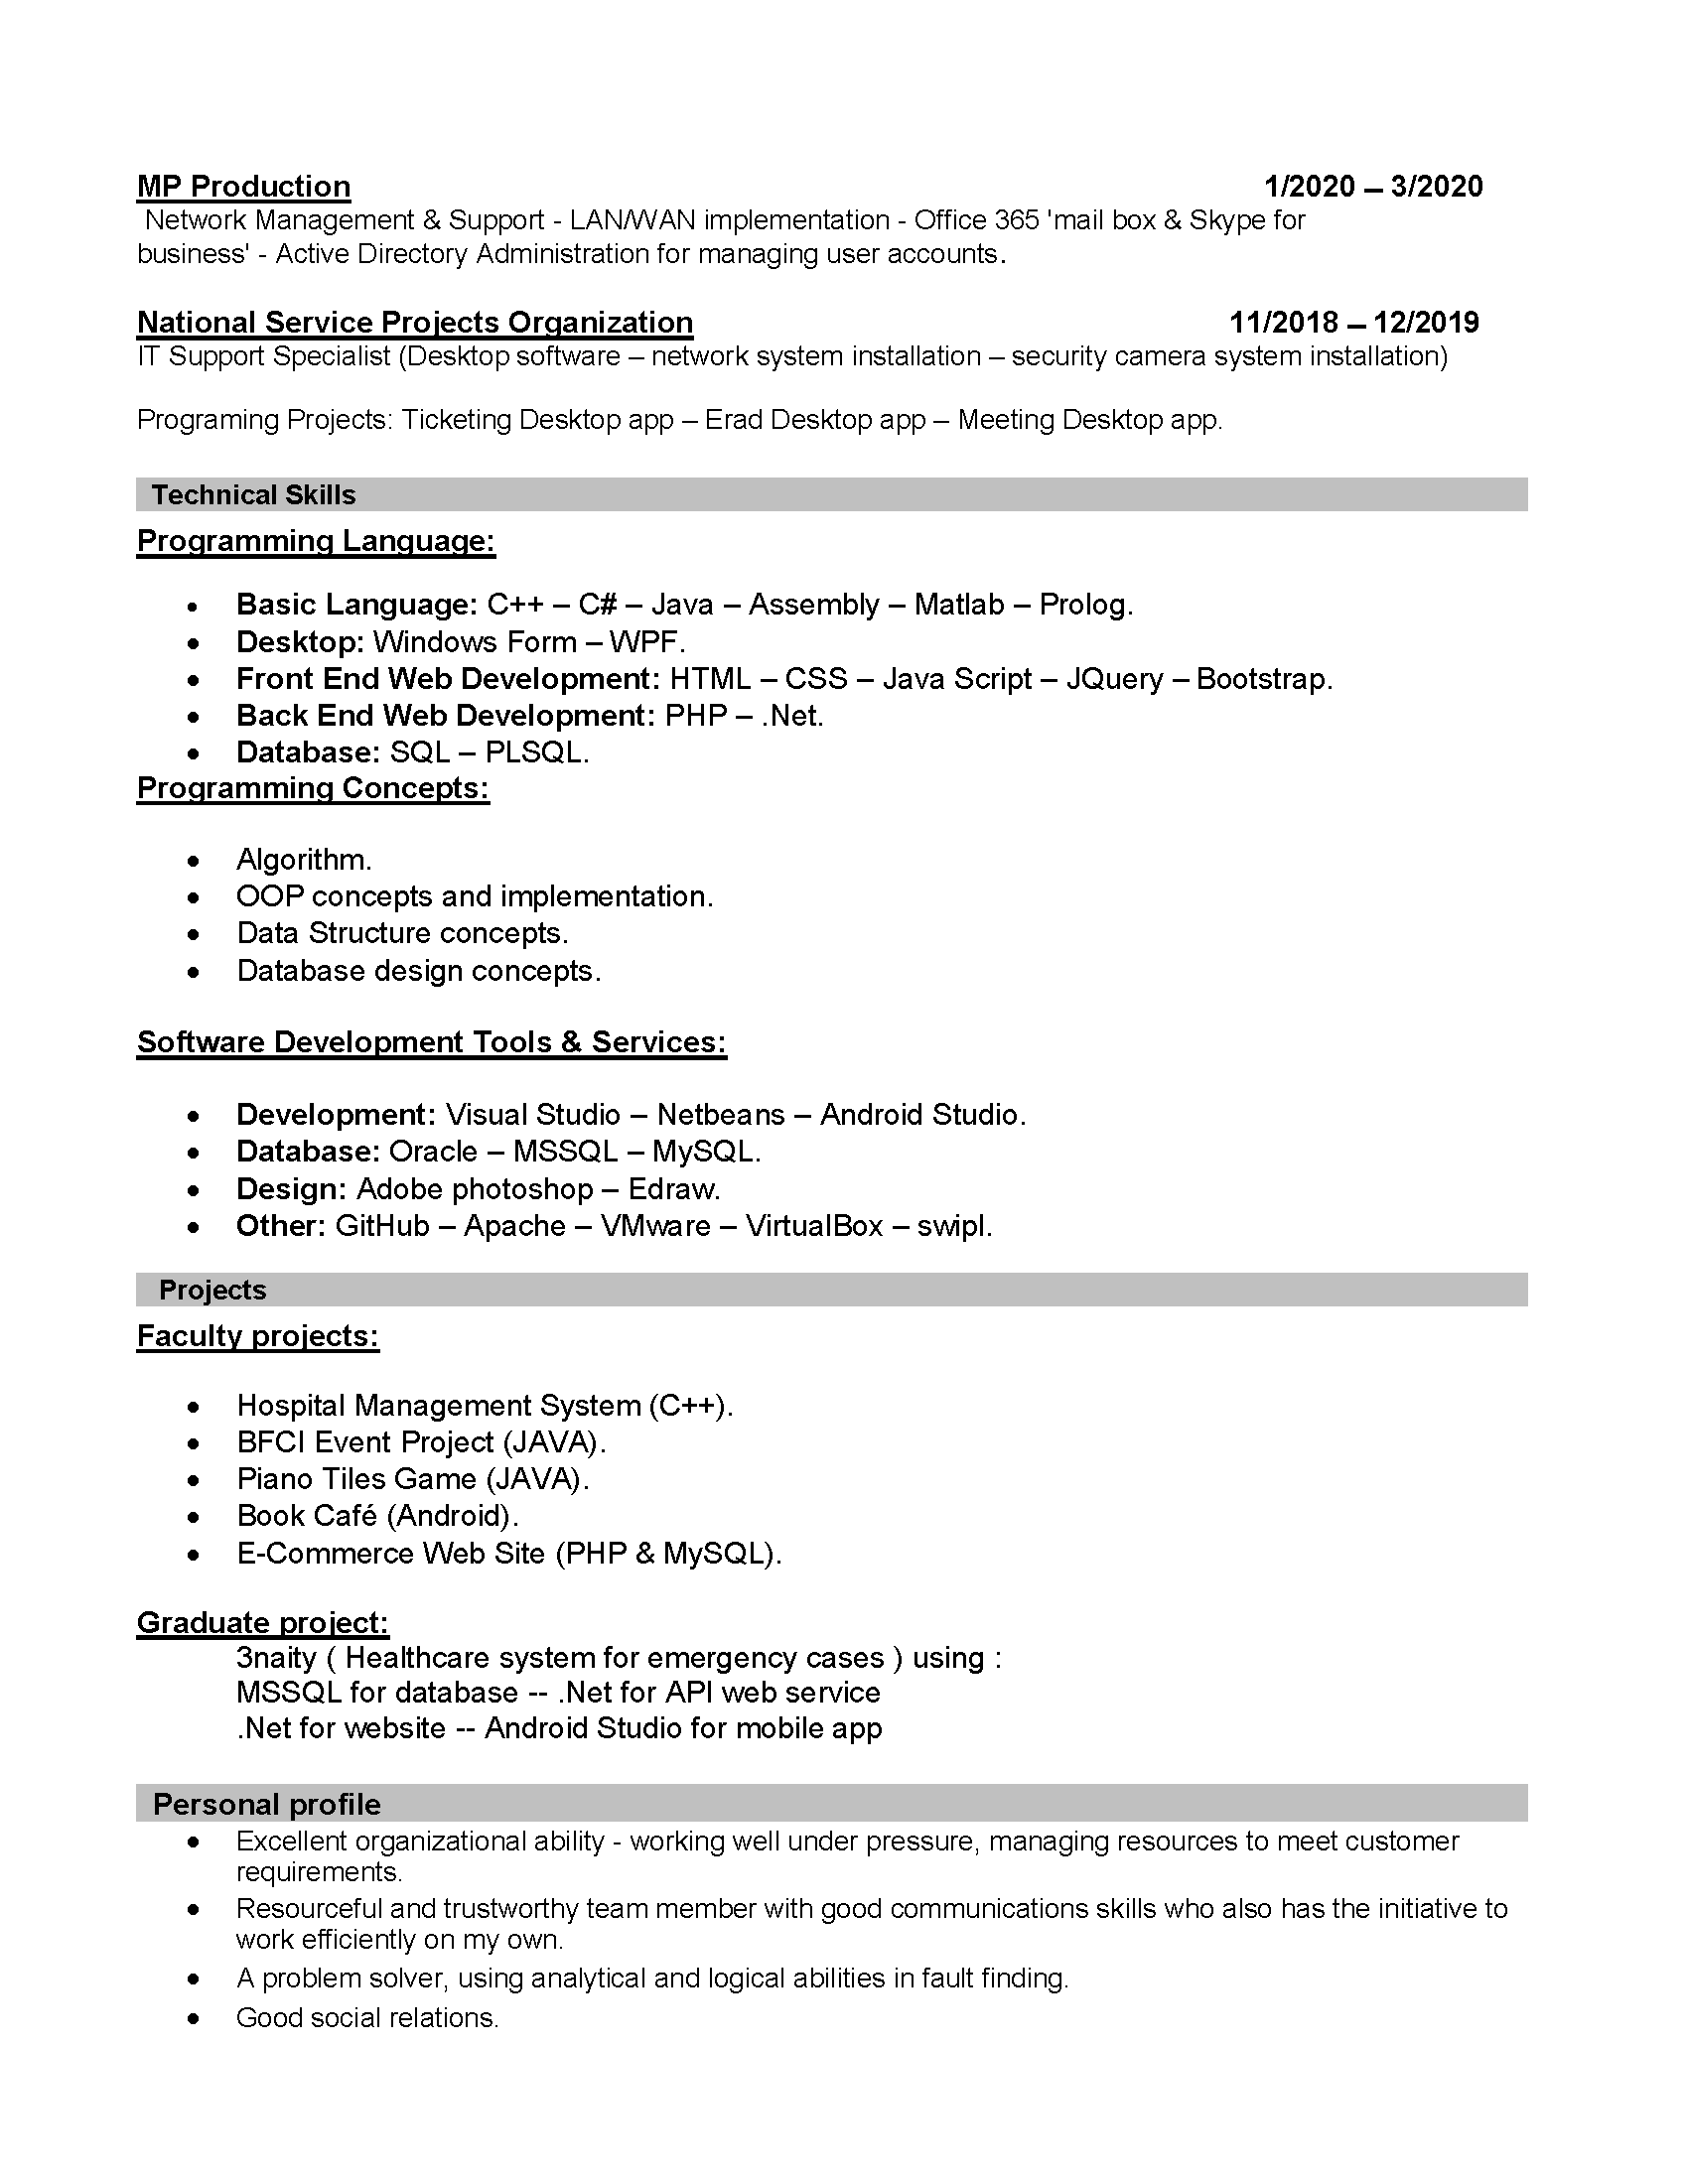 MP Production 1/2020 – 3/2020
Network Management & Support - LAN/WAN implementation - Office 365 'mail box & Skype for
business' - Active Directory Administration for managing user accounts.
National Service Projects Organization 11/2018 – 12/2019
IT Support Specialist (Desktop software – network system installation – security camera system installation)
Programing Projects: Ticketing Desktop app – Erad Desktop app – Meeting Desktop app.
Technical Skills
Programming Language:
• Basic Language: C++ – C# – Java – Assembly – Matlab – Prolog.
• Desktop: Windows Form – WPF.
• Front End Web Development: HTML – CSS – Java Script – JQuery – Bootstrap.
• Back End Web Development: PHP – .Net.
• Database: SQL – PLSQL.
Programming Concepts:
• Algorithm.
• OOP concepts and implementation.
• Data Structure concepts.
• Database design concepts.
Software Development Tools & Services:
• Development: Visual Studio – Netbeans – Android Studio.
• Database: Oracle – MSSQL – MySQL.
• Design: Adobe photoshop – Edraw.
• Other: GitHub – Apache – VMware – VirtualBox – swipl.
Projects
Faculty projects:
• Hospital Management System (C++).
• BFCI Event Project (JAVA).
• Piano Tiles Game (JAVA).
• Book Café (Android).
• E-Commerce Web Site (PHP & MySQL).
Graduate project:
3naity ( Healthcare system for emergency cases ) using :
MSSQL for database -- .Net for API web service
.Net for website -- Android Studio for mobile app
Personal profile
• Excellent organizational ability - working well under pressure, managing resources to meet customer
requirements.
• Resourceful and trustworthy team member with good communications skills who also has the initiative to
work efficiently on my own.
• A problem solver, using analytical and logical abilities in fault finding.
• Good social relations.